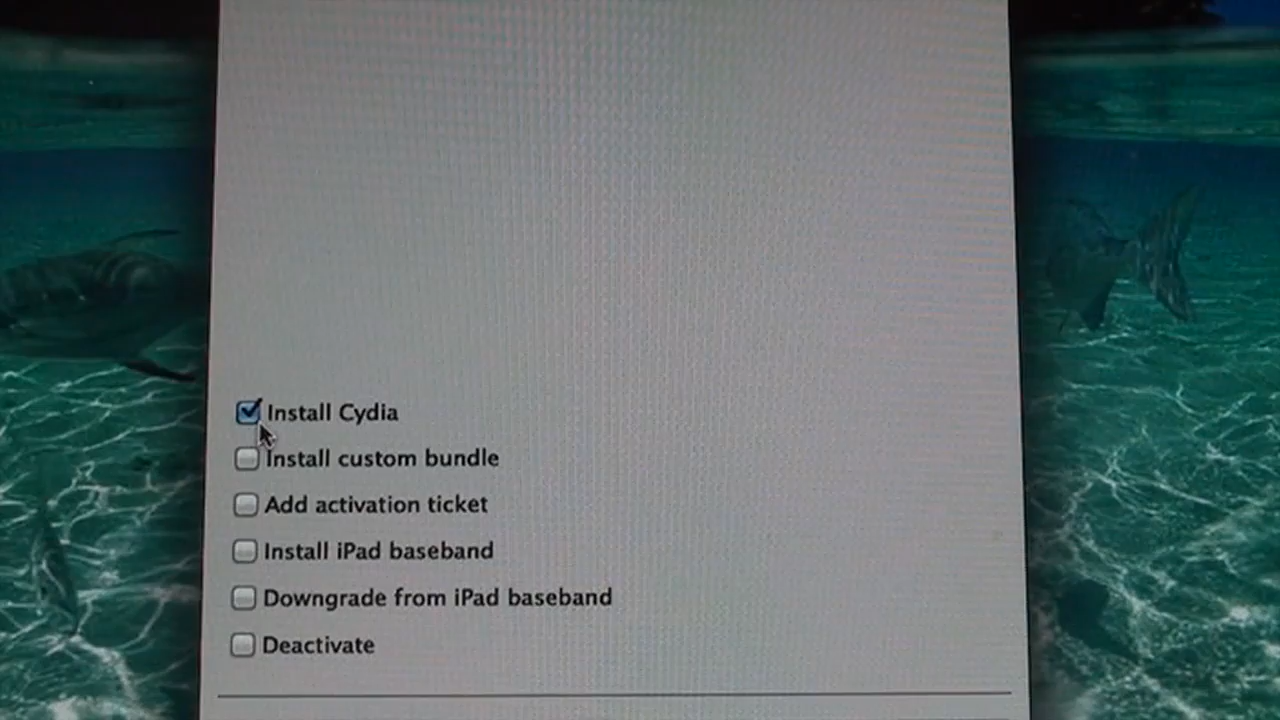 Install Cydia
Install custom bundle
Add activation ticket
Install iPad baseband
Downgrade from iPad baseband
Deactivate